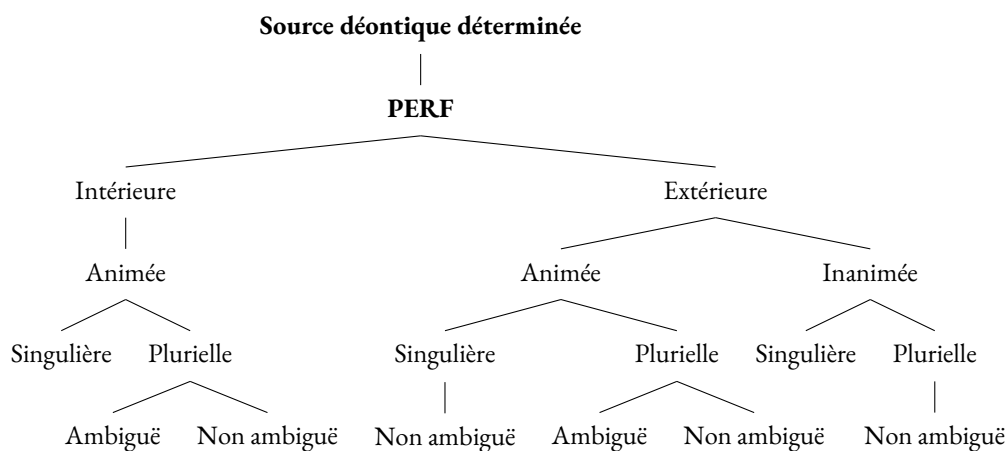 Source déontique déterminée
PERF
Intérieure Extérieure
Animée Animée Inanimée
Singulière Plurielle Singulière Plurielle Singulière Plurielle
Ambiguë Non ambiguë Non ambiguë Ambiguë Non ambiguë Non ambiguë